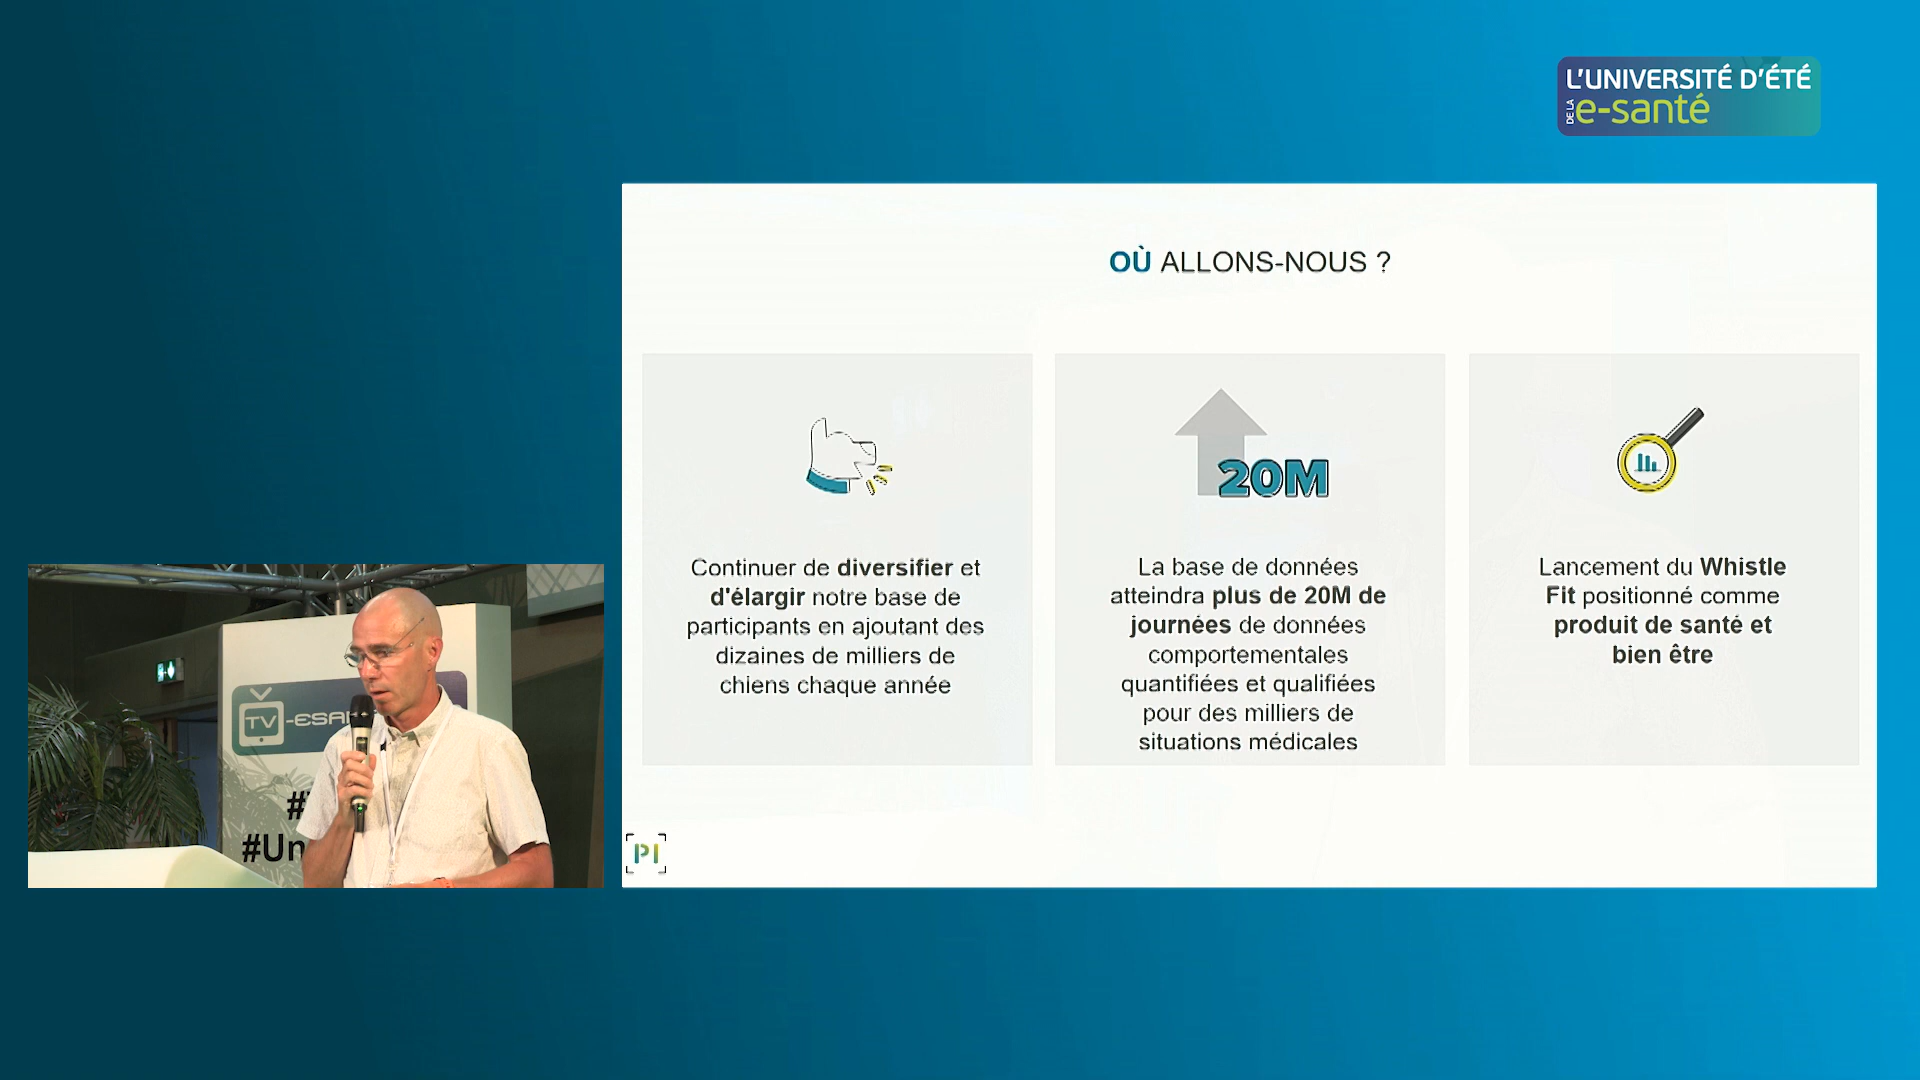 L'UNIVERSITÉ D'ÉTÉ
DE LA e-santé
OÙ ALLONS-NOUS ?
Continuer de diversifier et
d'élargir notre base de
participants en ajoutant des
dizaines de milliers de
chiens chaque année
20M
La base de données
atteindra plus de 20M de
journées de données
comportementales
quantifiées et qualifiées
pour des milliers de
situations médicales
Lancement du Whistle
Fit positionné comme
produit de santé et
bien être
PI
TV-ESAN
#Un